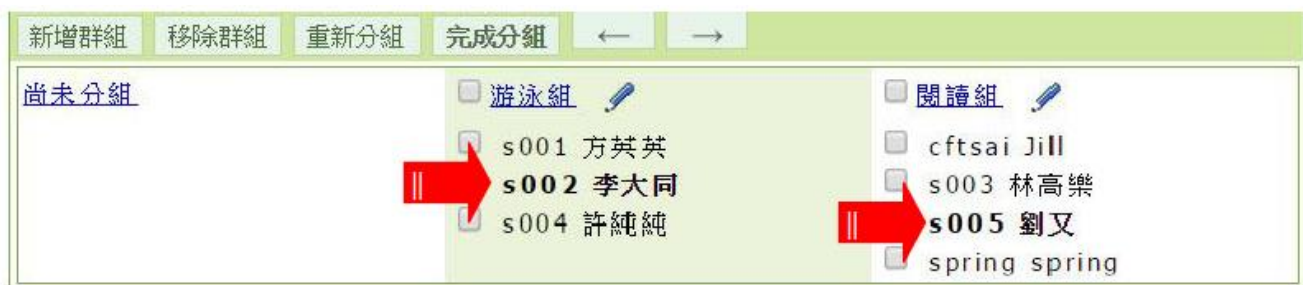 新增群組 移除群組 重新分組 完成分組 ← →
尚未分組
游泳組
s001 方英英
s002 李大同
s004 許純純
閱讀組
cftsai Jill
s003 林高樂
s005 劉又
spring spring